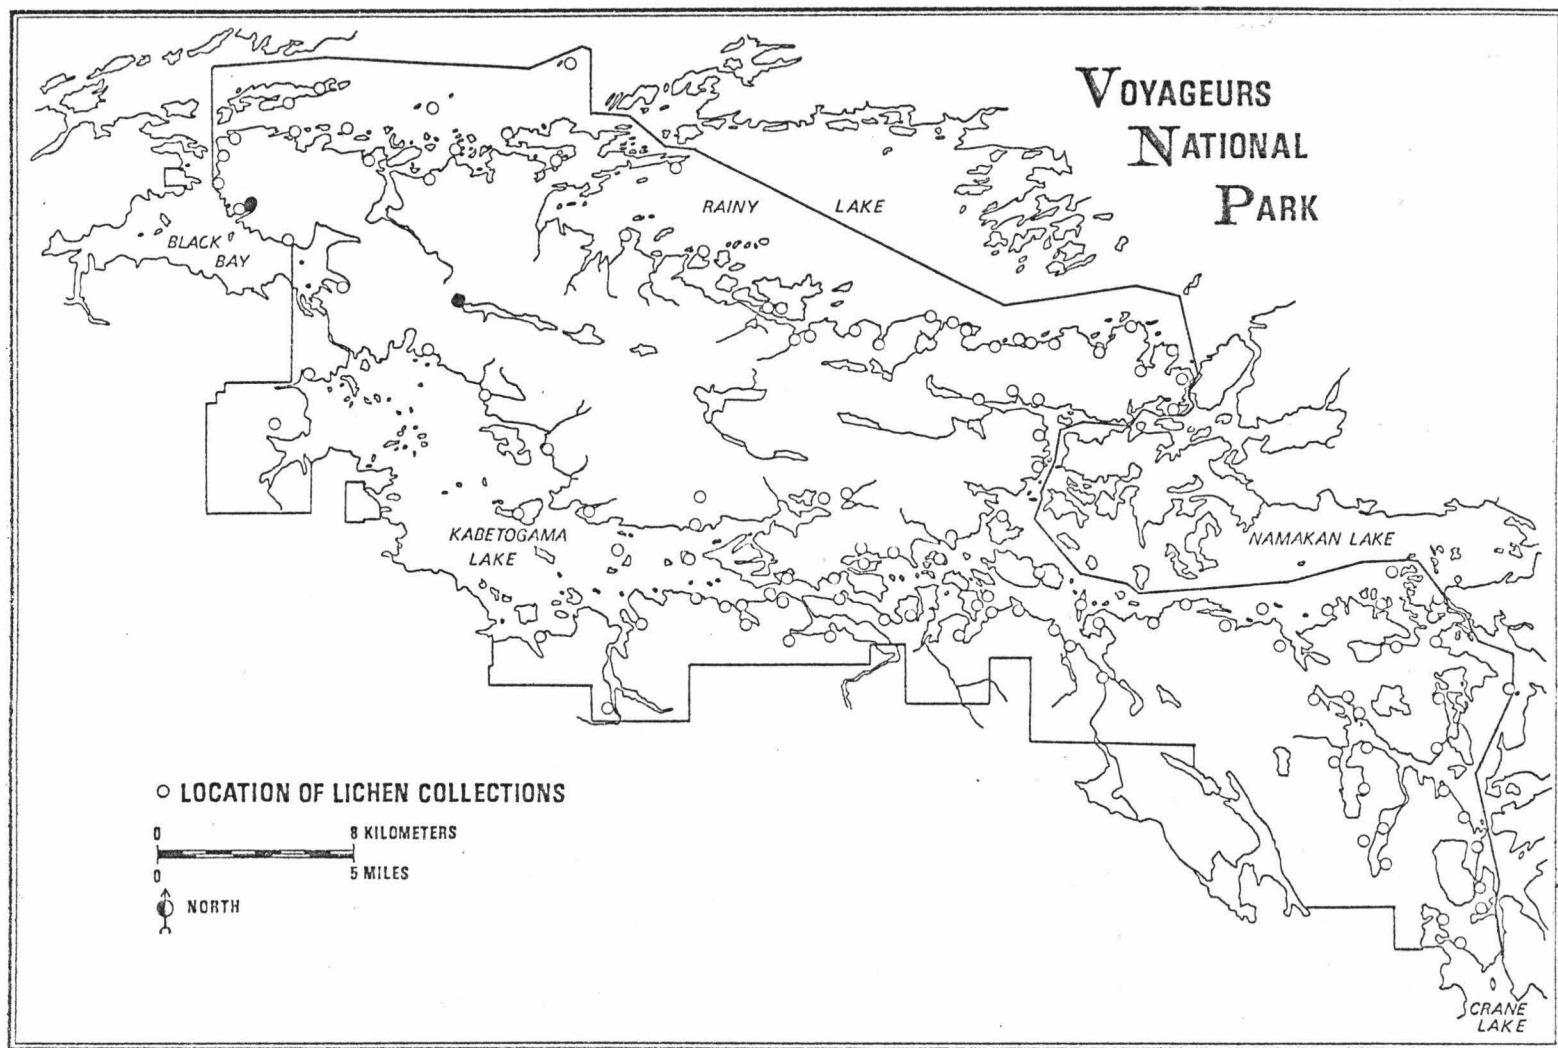 VOYAGEURS
NATIONAL
PARK
RAINY LAKE
BLACK
BAY
KABETOGAMA
LAKE
NAMAKAN LAKE
LOCATION OF LICHEN COLLECTIONS
0 8 KILOMETERS
0 5 MILES
NORTH
CRANE
LAKE